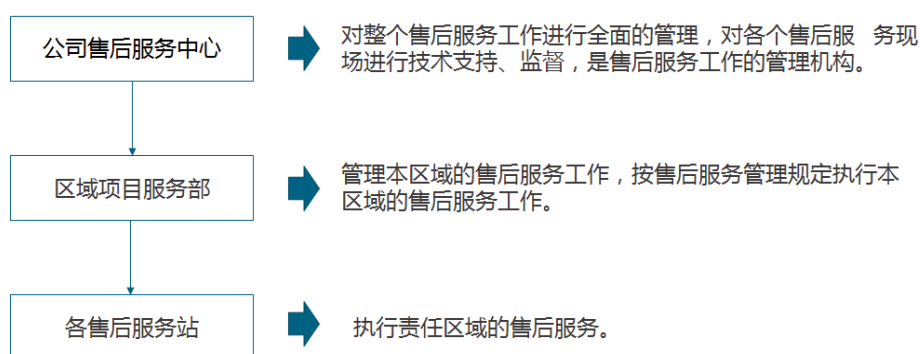 公司售后服务中心
对整个售后服务工作进行全面的管理，对各个售后服 务现
场进行技术支持、监督，是售后服务工作的管理机构。
区域项目服务部
管理本区域的售后服务工作，按售后服务管理规定执行本
区域的售后服务工作。
各售后服务站
执行责任区域的售后服务。